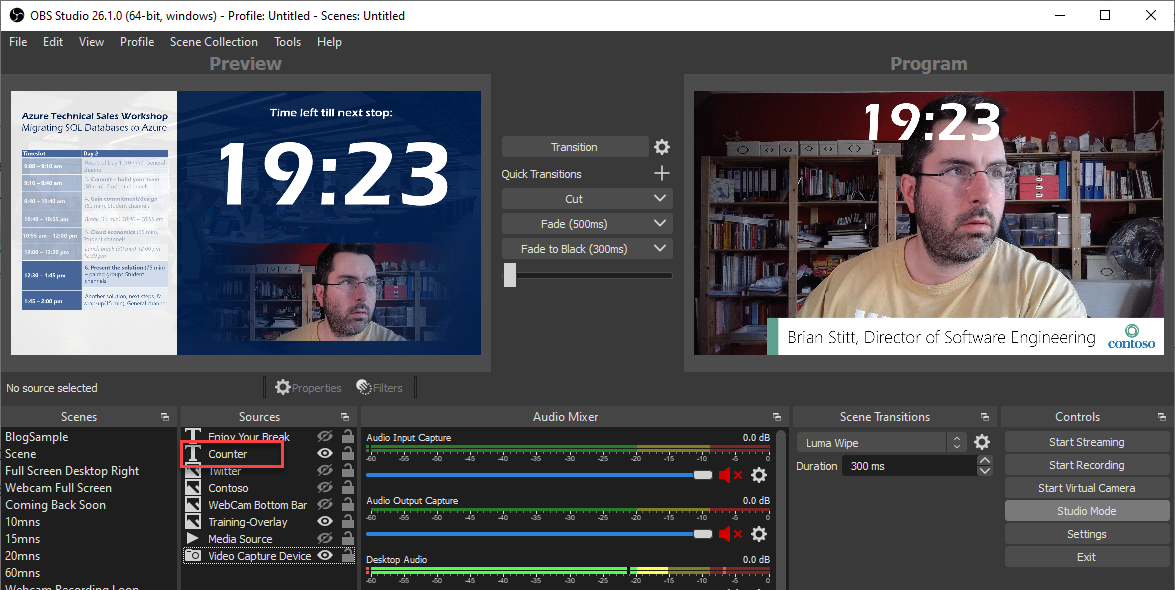 OBS Studio 26.1.0 (64-bit, windows) - Profile: Untitled - Scenes: Untitled
File Edit View Profile Scene Collection Tools Help
Preview
Program
Azure Technical Sales Workshop
Migrating SQL Databases to Azure
Timeslot Day 2
9:00 – 9:10 am
9:10 – 9:40 am
9:40 – 10:40 am
10:40 – 10:55 am
10:55 am – 12:00 pm
12:00 – 12:30 pm
12:30 – 1:45 pm
6. Present the solution (75 min)
– paired groups Student
channels
1:45 – 2:00 pm
Time left till next stop:
19:23
Transition
Quick Transitions
Cut
Fade (500ms)
Fade to Black (300ms)
19:23
Brian Stitt, Director of Software Engineering
contoso
No source selected
Properties
Filters
Scenes
BlogSample
Scene
Full Screen Desktop Right
Webcam Full Screen
Coming Back Soon
10mns
15mns
20mns
60mns
Webcam Recording Loop
Sources
Enjoy Your Break
Counter
Twitter
Contoso
WebCam Bottom Bar
Training-Overlay
Media Source
Video Capture Device
Audio Mixer
Audio Input Capture 0.0 dB
-60 -55 -50 -45 -40 -35 -30 -25 -20 -15 -10 -5 0
Audio Output Capture 0.0 dB
-60 -55 -50 -45 -40 -35 -30 -25 -20 -15 -10 -5 0
Desktop Audio 0.0 dB
-60 -55 -50 -45 -40 -35 -30 -25 -20 -15 -10 -5 0
Scene Transitions
Luma Wipe
Duration 300 ms
Controls
Start Streaming
Start Recording
Start Virtual Camera
Studio Mode
Settings
Exit